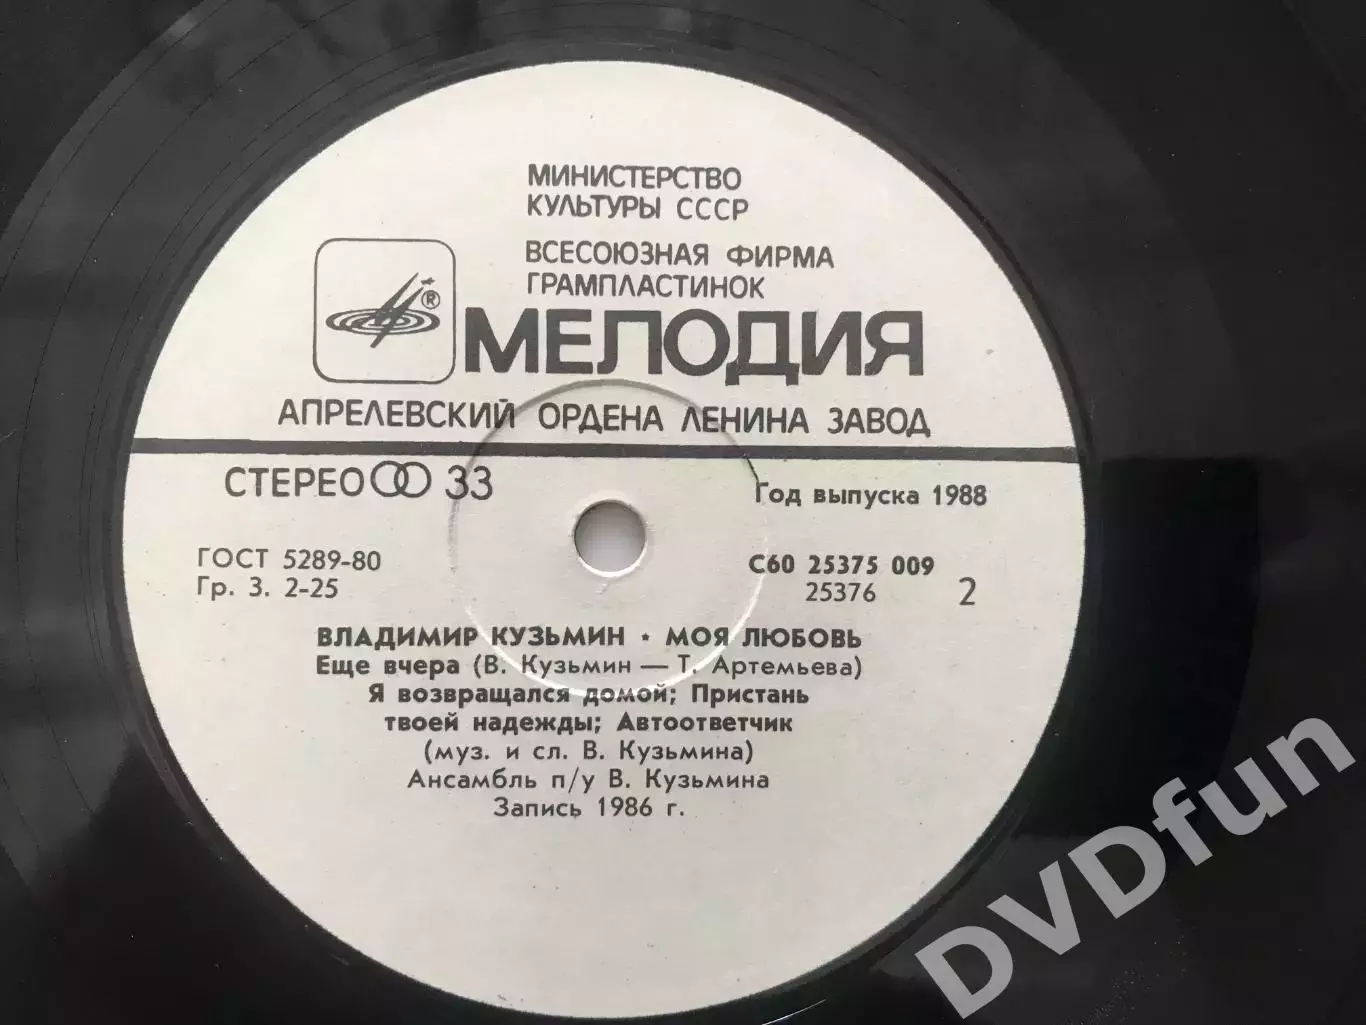 МИНИСТЕРСТВО
КУЛЬТУРЫ СССР
ВСЕСОЮЗНАЯ ФИРМА
ГРАМПЛАСТИНОК
®
МЕЛОДИЯ
АПРЕЛЕВСКИЙ ОРДЕНА ЛЕНИНА ЗАВОД
СТЕРЕО 33
Год выпуска 1988
ГОСТ 5289-80
Гр. 3. 2-25
С60 25375 009
25376
2
ВЛАДИМИР КУЗЬМИН • МОЯ ЛЮБОВЬ
Еще вчера (В. Кузьмин — Т. Артемьева)
Я возвращался домой; Пристань
твоей надежды; Автоответчик
(муз. и сл. В. Кузьмина)
Ансамбль п/у В. Кузьмина
Запись 1986 г.
DVDfun